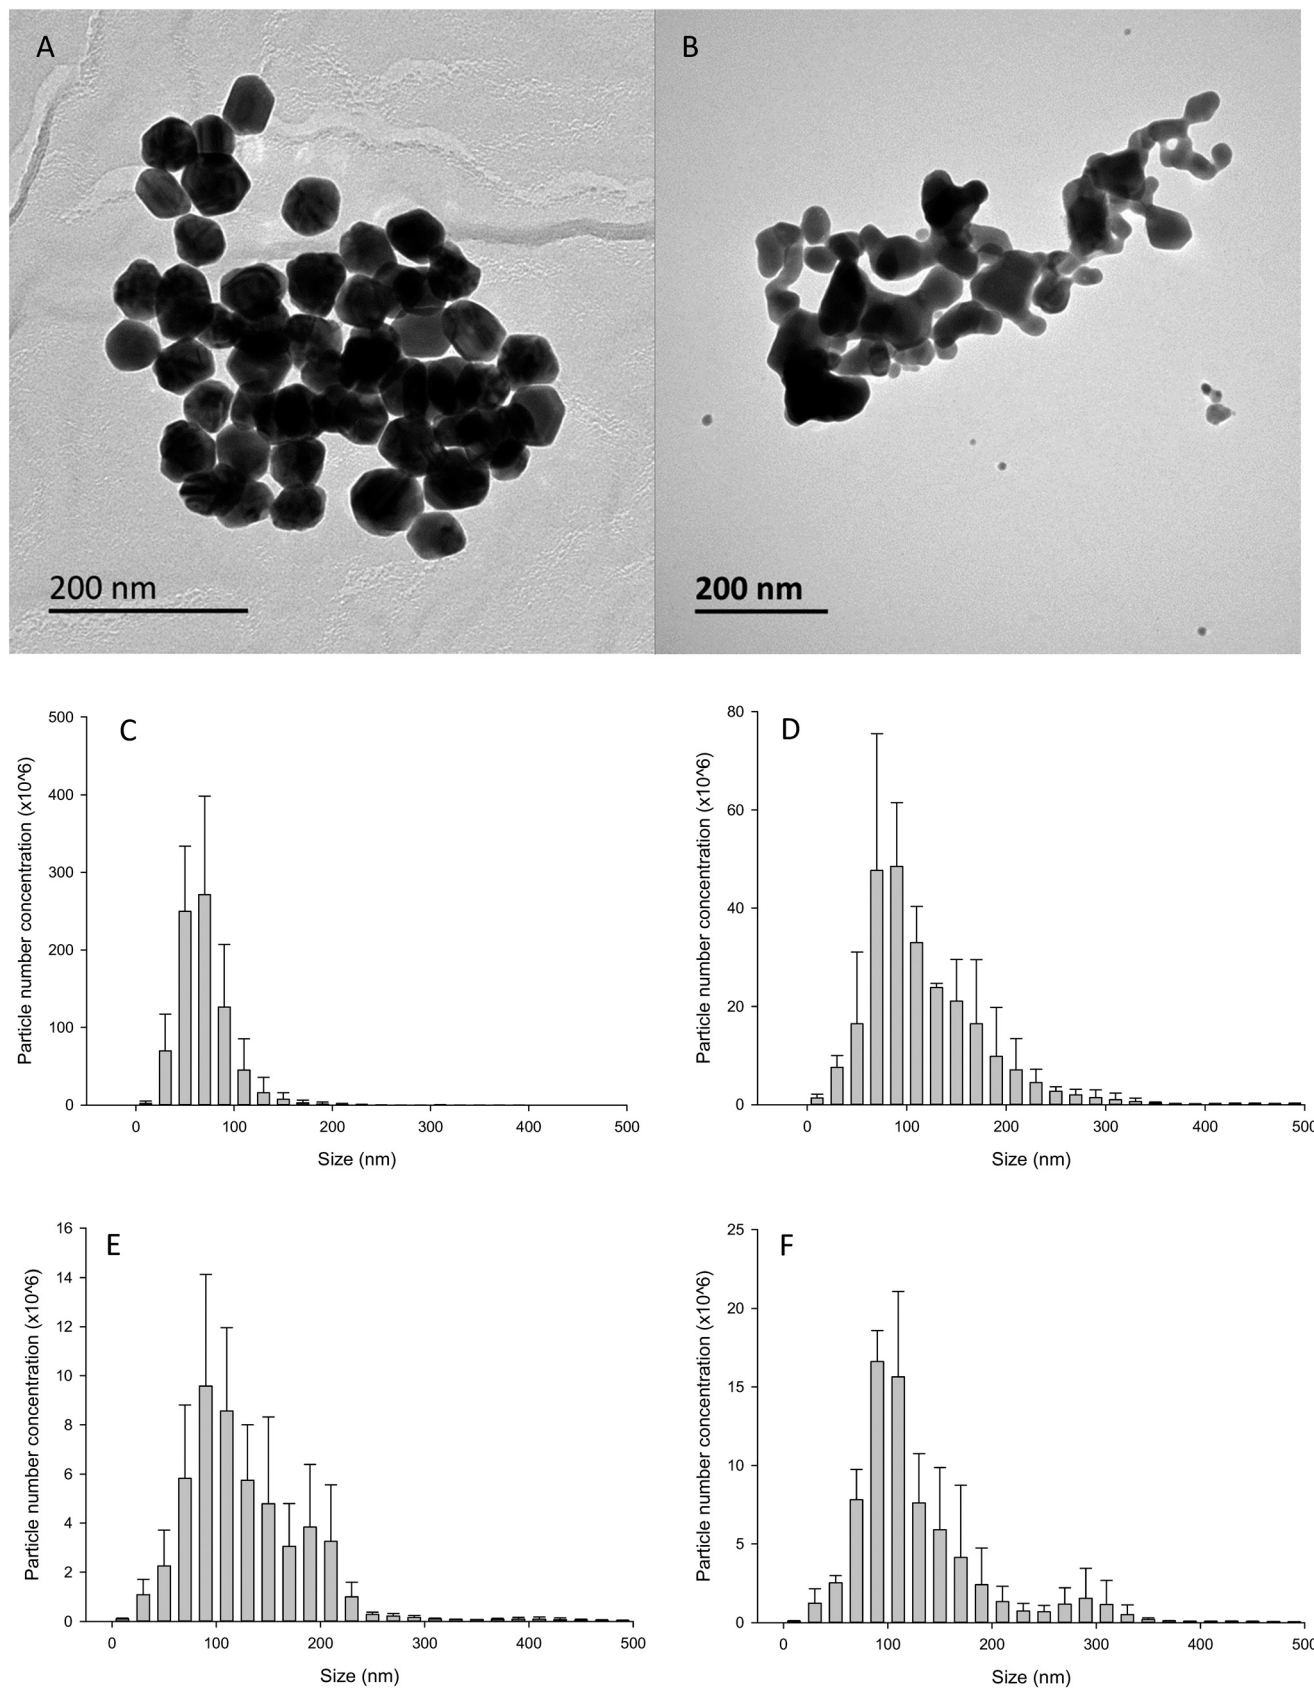 A
B
200 nm
200 nm
C
Particle number concentration (x10^6)
500
400
300
200
100
0
0 100 200 300 400 500
Size (nm)
D
Particle number concentration (x10^6)
80
60
40
20
0
0 100 200 300 400 500
Size (nm)
E
Particle number concentration (x10^6)
16
14
12
10
8
6
4
2
0
0 100 200 300 400 500
Size (nm)
F
Particle number concentration (x10^6)
25
20
15
10
5
0
0 100 200 300 400 500
Size (nm)